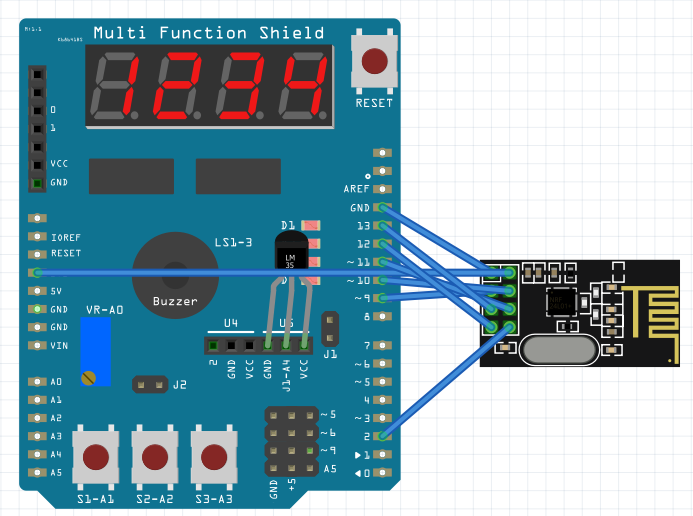 Multi Function Shield
1234
RESET
0
1
VCC
GND
AREF
GND
13
12
~11
~10
~9
8
IOREF
RESET
5V
GND
GND
VIN
D1
LS1-3
LM
35
Buzzer
VR-A0
U4
2
GND
VCC
GND
J1-A4
VCC
J1
J2
7
~6
~5
4
~3
2
1
0
A0
A1
A2
A3
A4
A5
~5
~6
~9
A5
GND
+5
S1-A1
S2-A2
S3-A3